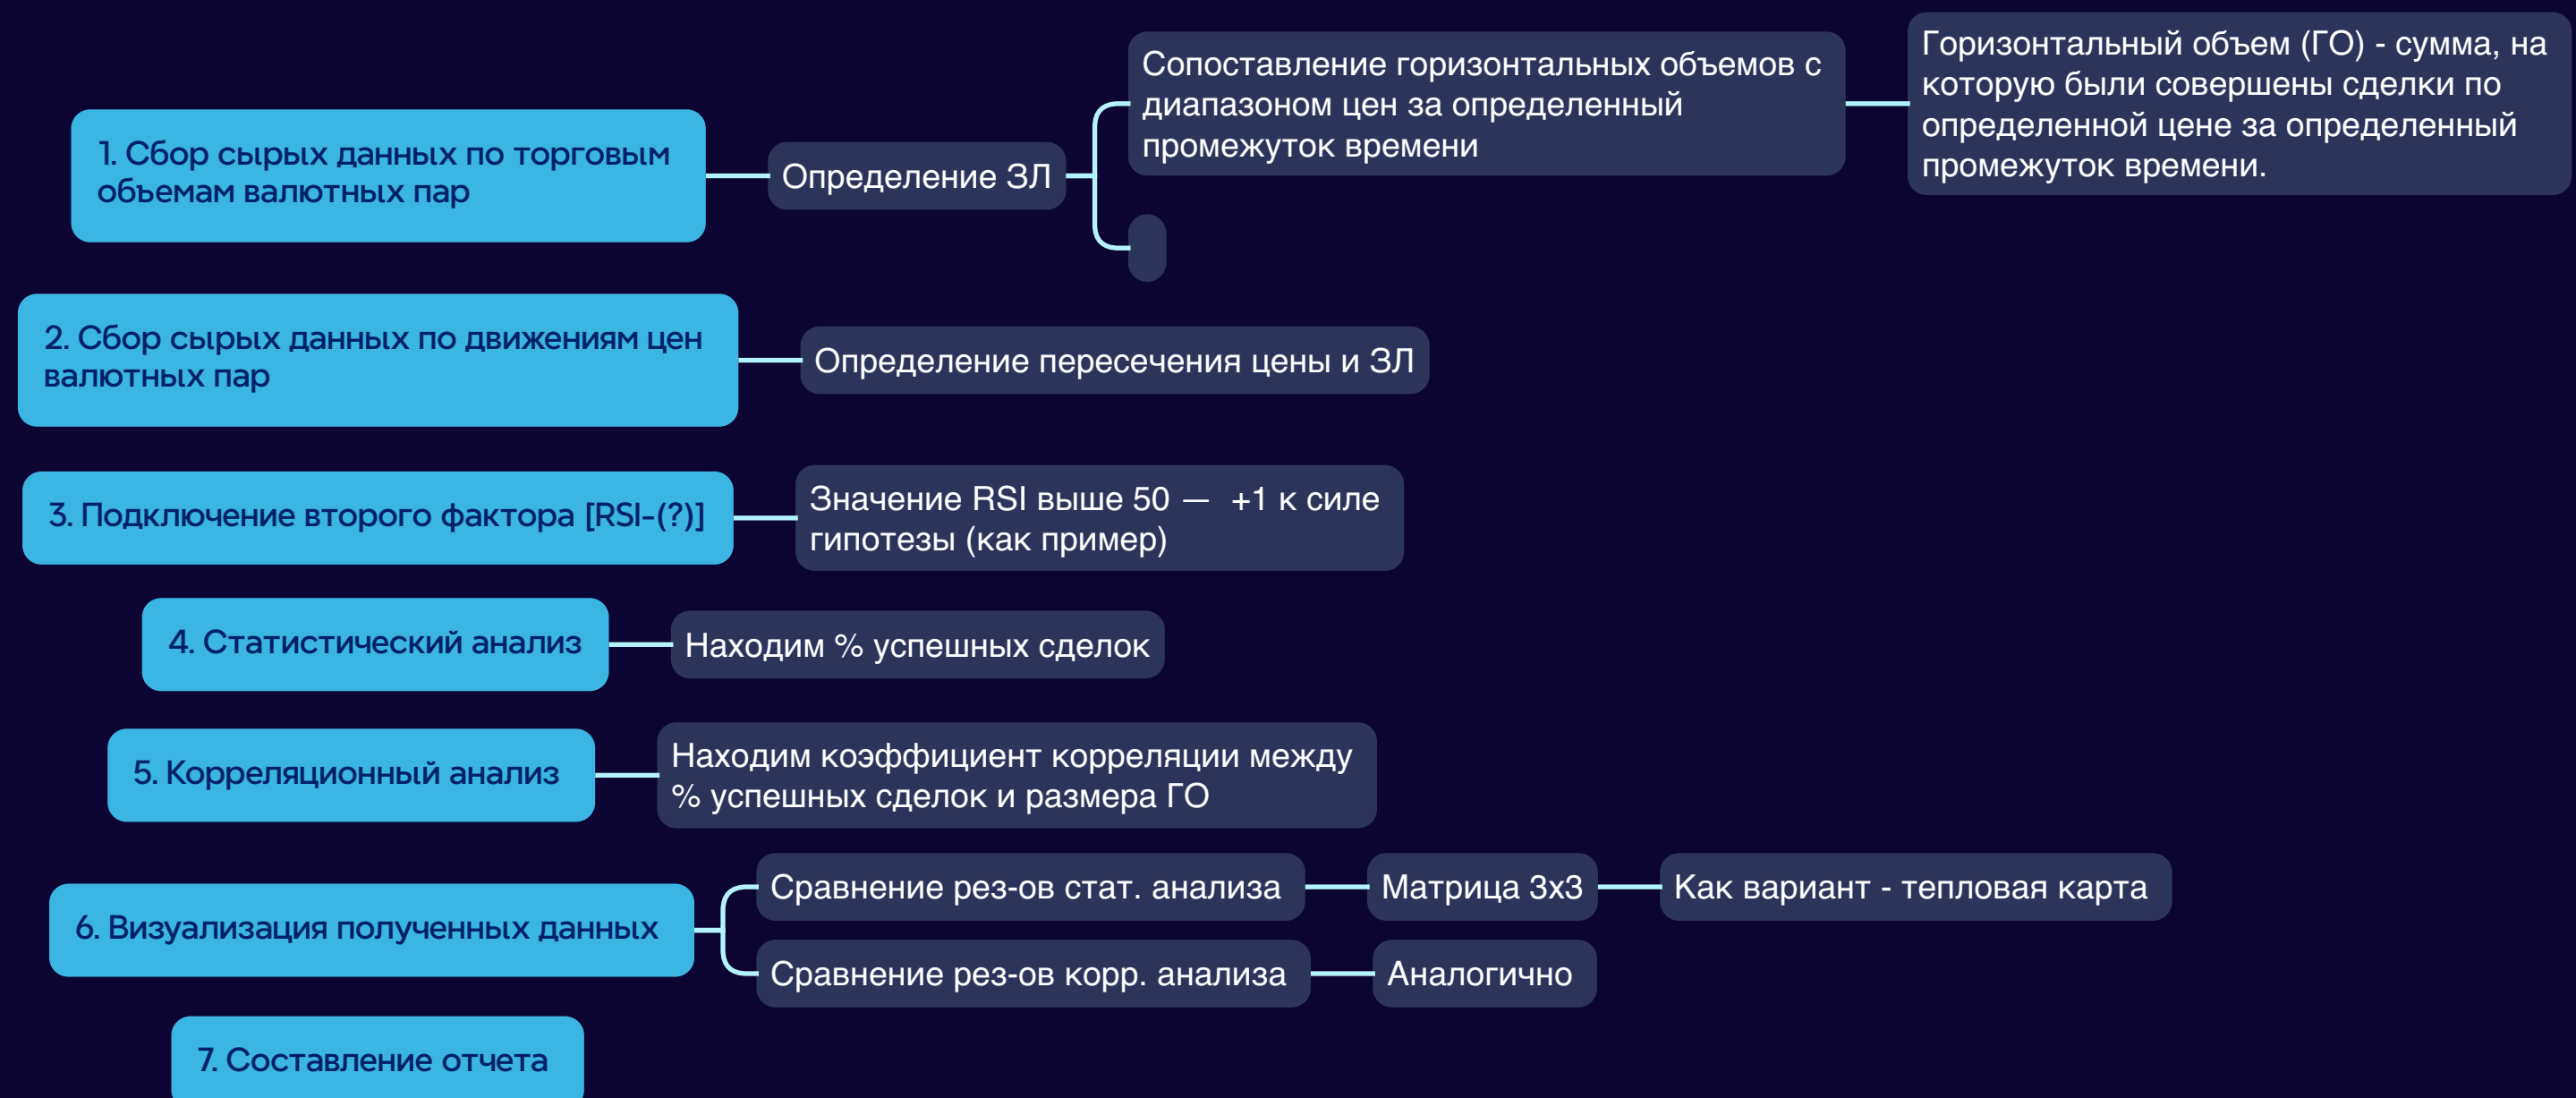 1. Сбор сырых данных по торговым
объемам валютных пар
Определение ЗЛ
Сопоставление горизонтальных объемов с
диапазоном цен за определенный
промежуток времени
Горизонтальный объем (ГО) - сумма, на
которую были совершены сделки по
определенной цене за определенный
промежуток времени.
2. Сбор сырых данных по движениям цен
валютных пар
Определение пересечения цены и ЗЛ
3. Подключение второго фактора [RSI-(?)]
Значение RSI выше 50 — +1 к силе
гипотезы (как пример)
4. Статистический анализ
Находим % успешных сделок
5. Корреляционный анализ
Находим коэффициент корреляции между
% успешных сделок и размера ГО
6. Визуализация полученных данных
Сравнение рез-ов стат. анализа
Матрица 3x3
Как вариант - тепловая карта
Сравнение рез-ов корр. анализа
Аналогично
7. Составление отчета